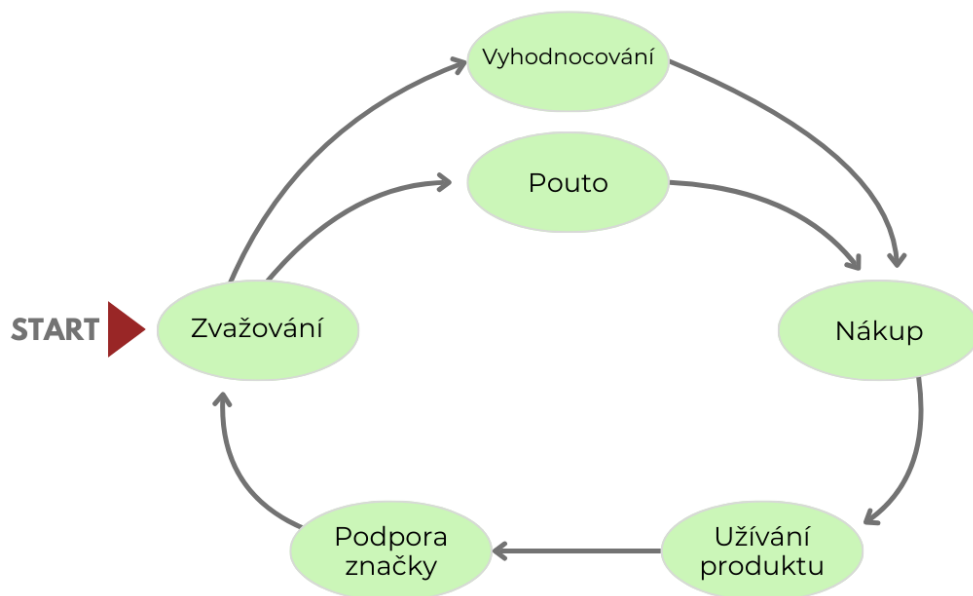 Vyhodnocování
Pouto
START
Zvažování
Nákup
Podpora
značky
Užívání
produktu